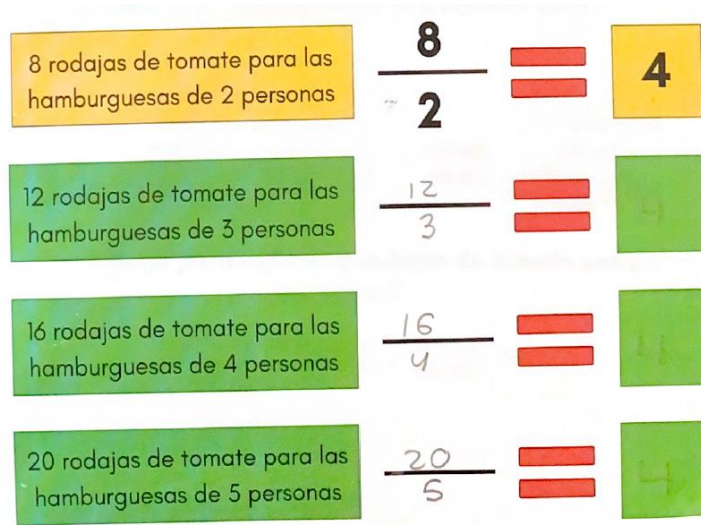 8 rodajas de tomate para las
hamburguesas de 2 personas
8
2
=
4
12 rodajas de tomate para las
hamburguesas de 3 personas
12
3
=
4
16 rodajas de tomate para las
hamburguesas de 4 personas
16
4
=
4
20 rodajas de tomate para las
hamburguesas de 5 personas
20
5
=
4